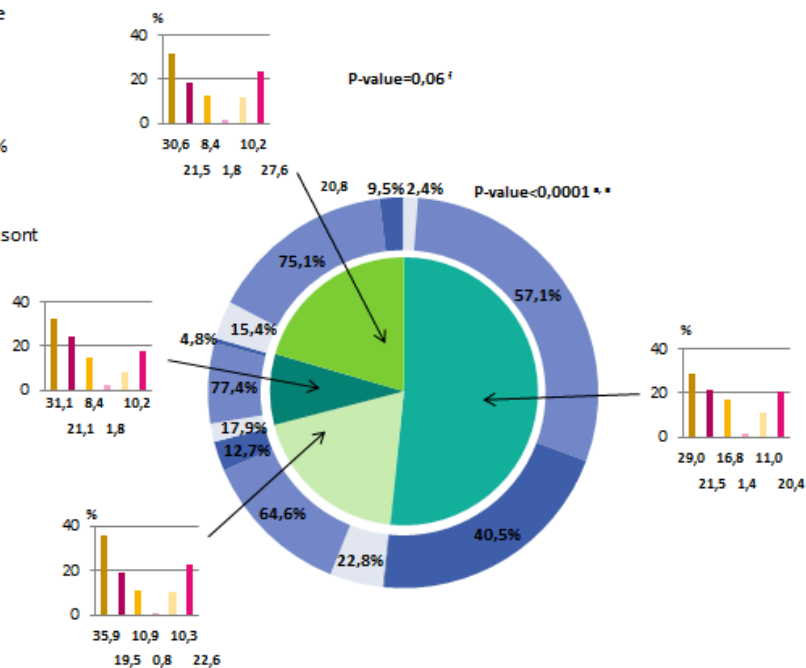 e
%
40
20
0
30,6 8,4 10,2
21,5 1,8 27,6
P-value=0,06 f
%
sont
20,8 9,5% 2,4%
P-value<0,0001
75,1%
57,1%
15,4%
4,8%
77,4%
17,9%
12,7%
64,6%
22,8%
40,5%
40
20
0
31,1 8,4 10,2
21,1 1,8
%
40
20
0
29,0 16,8 11,0
21,5 1,4 20,4
%
40
20
0
35,9 10,9 10,3
19,5 0,8 22,6